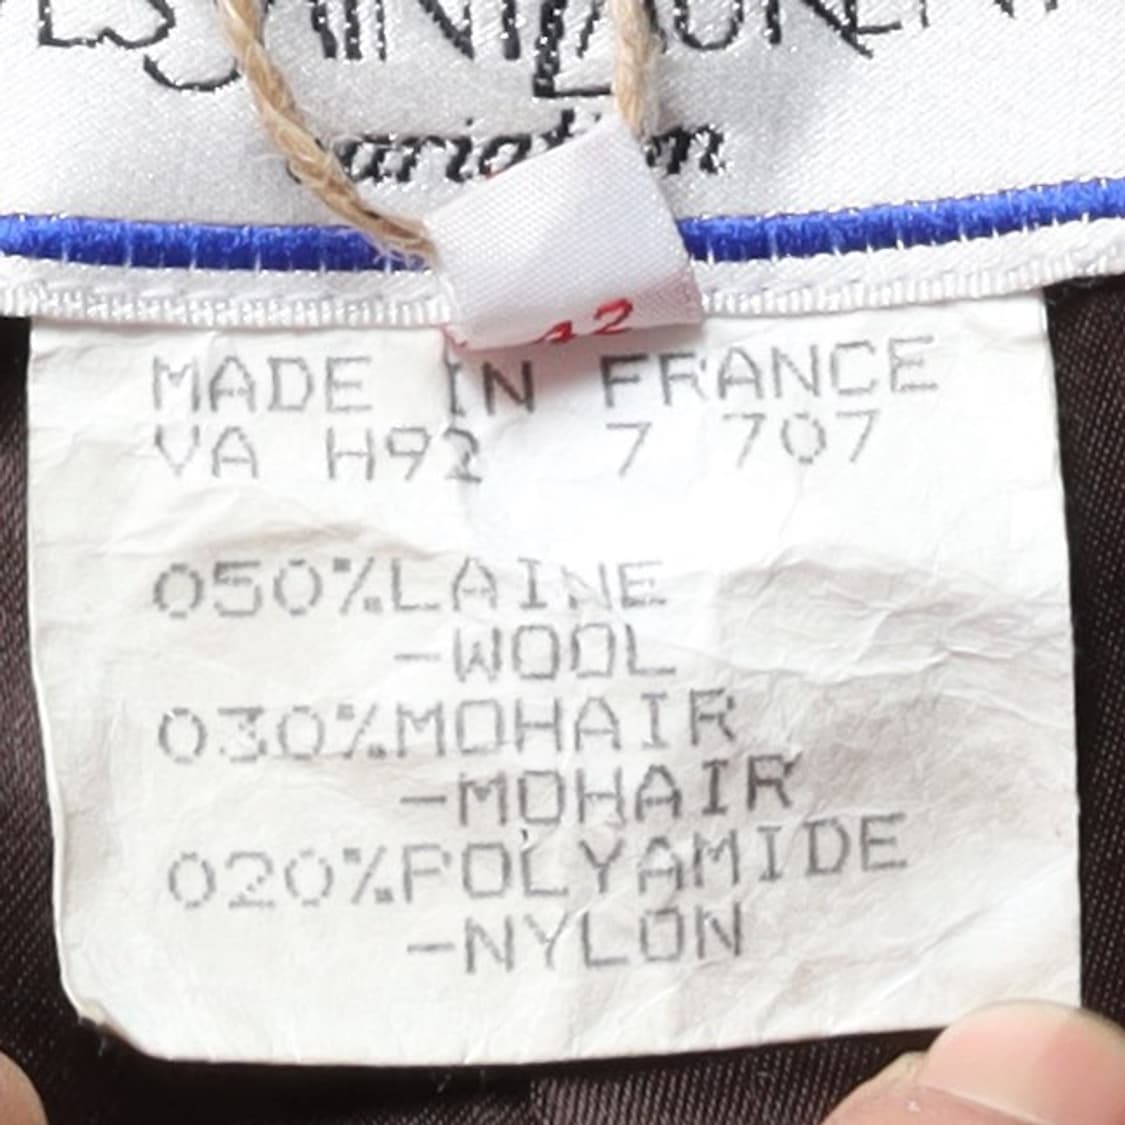 variation
42
MADE IN FRANCE
VA H92 7 707
050%LAINE
-WOOL
030%MOHAIR
-MOHAIR
020%POLYAMIDE
-NYLON